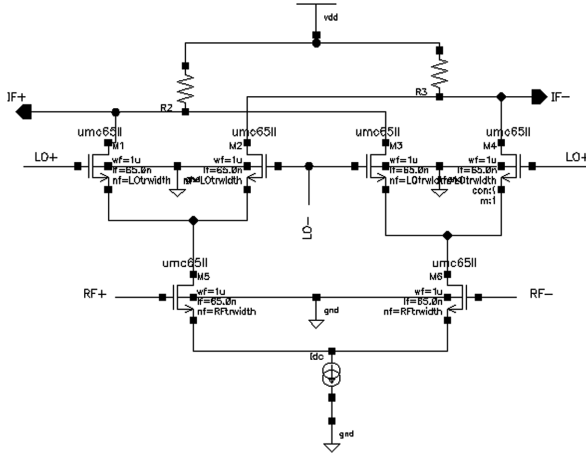 vdd
IF+
R2
R3
IF-
umc65ll
umc65ll
umc65ll
umc65ll
LO+
M1
M2
LO-
M3
M4
LO+
wf=1u
lf=65.0n
nf=LOtrwidth
wf=1u
lf=65.0n
nf=LOtrwidth
wf=1u
lf=65.0n
nf=LOtrwidth
wf=1u
lf=65.0n
m:1
umc65ll
umc65ll
RF+
M5
wf=1u
lf=65.0n
nf=RFtrwidth
gnd
M6
wf=1u
lf=65.0n
nf=RFtrwidth
RF-
Idc
gnd